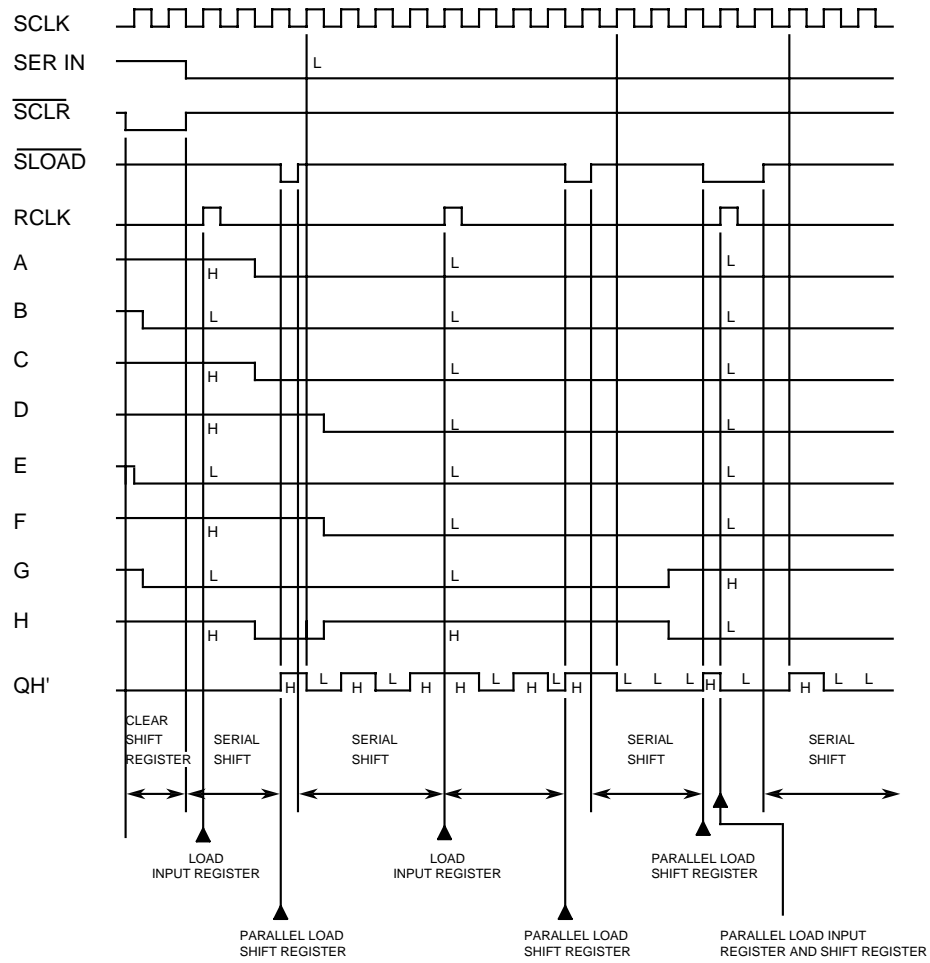 SCLK
SER IN L
SCLR
SLOAD
RCLK
A H L L
B L L L
C H L L
D H L L
E L L L
F H L L
G L L H
H H H L
QH' H L H L H H L H L H L L L H L H L L
CLEAR
SHIFT
REGISTER
SERIAL
SHIFT
SERIAL
SHIFT
SERIAL
SHIFT
SERIAL
SHIFT
LOAD
INPUT REGISTER
LOAD
INPUT REGISTER
PARALLEL LOAD
SHIFT REGISTER
PARALLEL LOAD
SHIFT REGISTER
PARALLEL LOAD
SHIFT REGISTER
PARALLEL LOAD INPUT
REGISTER AND SHIFT REGISTER